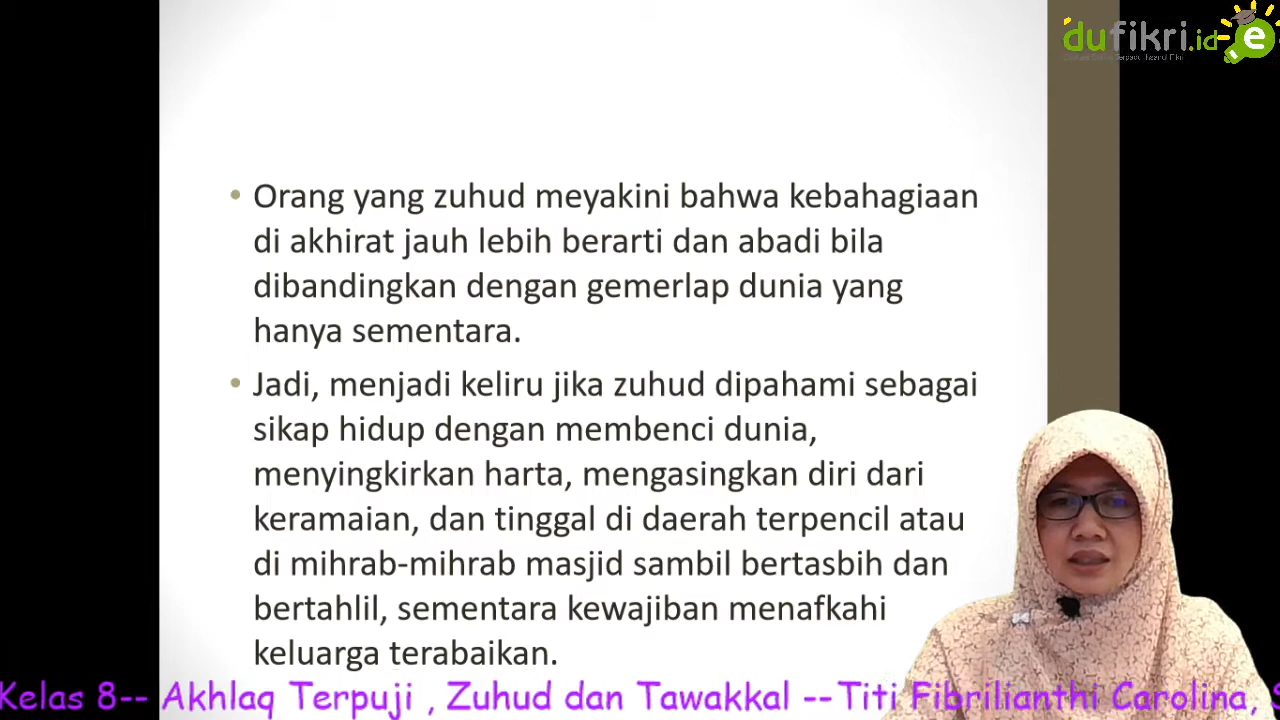 dufikri.id e
• Orang yang zuhud meyakini bahwa kebahagiaan
di akhirat jauh lebih berarti dan abadi bila
dibandingkan dengan gemerlap dunia yang
hanya sementara.
• Jadi, menjadi keliru jika zuhud dipahami sebagai
sikap hidup dengan membenci dunia,
menyingkirkan harta, mengasingkan diri dari
keramaian, dan tinggal di daerah terpencil atau
di mihrab-mihrab masjid sambil bertasbih dan
bertahlil, sementara kewajiban menafkahi
keluarga terabaikan.
Kelas 8-- Akhlaq Terpuji , Zuhud dan Tawakkal --Titi Fibrilianthi Carolina, S